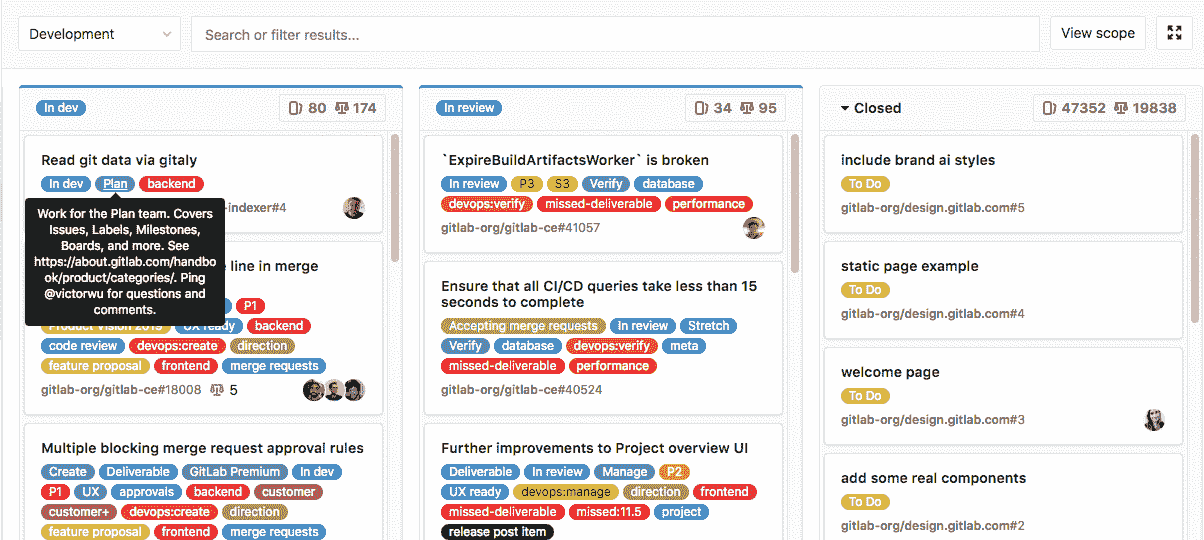 Development
Search or filter results...
View scope
In dev
80 174
Read git data via gitaly
In dev Plan backend
indexer#4
Work for the Plan team. Covers
Issues, Labels, Milestones,
Boards, and more. See
https://about.gitlab.com/handbo
ok/product/categories/. Ping
@victorwu for questions and
comments.
line in merge
P1
Product Vision 2019 UX ready backend
code review devops:create direction
feature proposal frontend merge requests
gitlab-org/gitlab-ce#18008 5
Multiple blocking merge request approval rules
Create Deliverable GitLab Premium In dev
P1 UX approvals backend customer
customer+ devops:create direction
feature proposal frontend merge requests
In review
34 95
`ExpireBuildArtifactsWorker` is broken
In review P3 S3 Verify database
devops:verify missed-deliverable performance
gitlab-org/gitlab-ce#41057
Ensure that all CI/CD queries take less than 15
seconds to complete
Accepting merge requests In review Stretch
Verify database devops:verify meta
missed-deliverable performance
gitlab-org/gitlab-ce#40524
Further improvements to Project overview UI
Deliverable In review Manage P2
UX ready devops:manage direction frontend
missed-deliverable missed:11.5 project
release post item
Closed
47352 19838
include brand ai styles
To Do
gitlab-org/design.gitlab.com#5
static page example
To Do
gitlab-org/design.gitlab.com#4
welcome page
To Do
gitlab-org/design.gitlab.com#3
add some real components
To Do
gitlab-org/design.gitlab.com#2